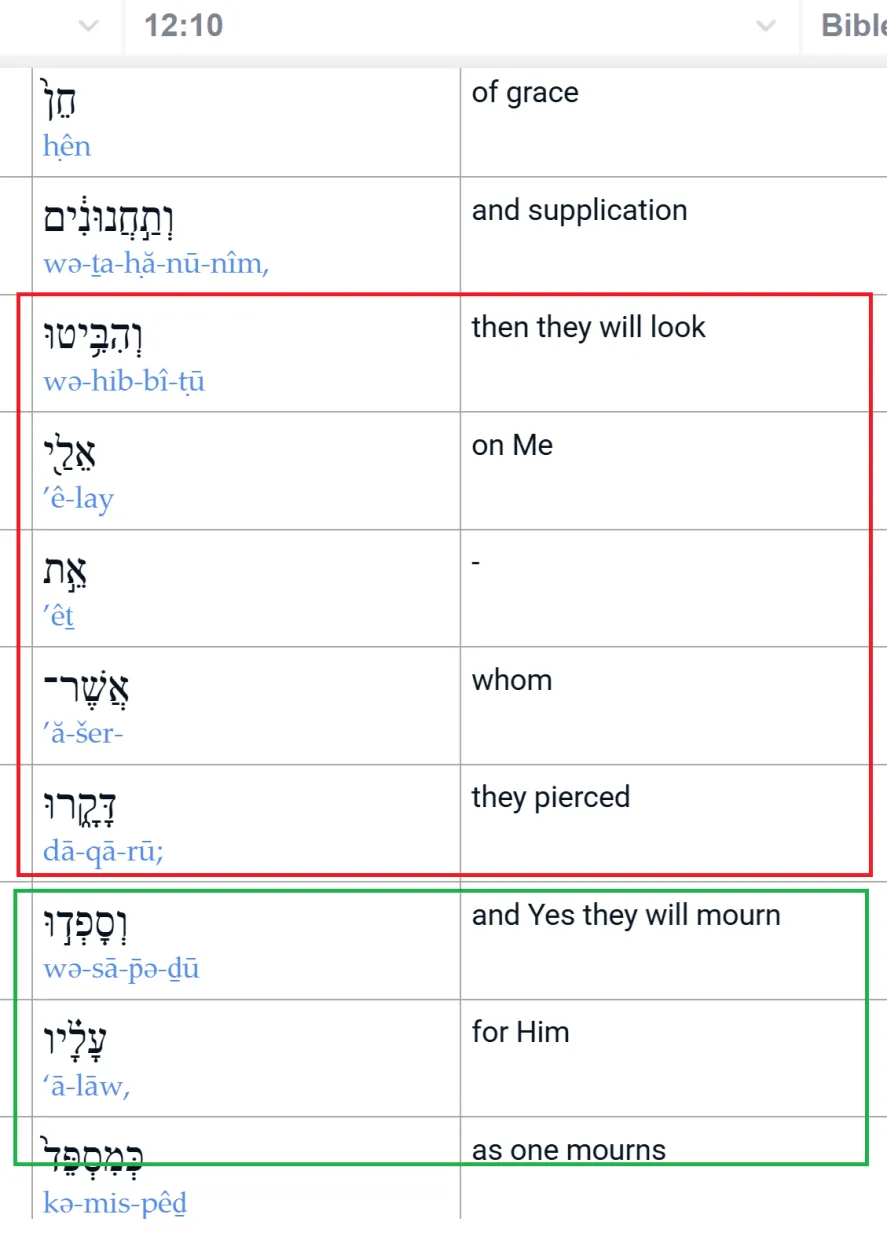 12:10
Bible
חֵן֙
of grace
ḥên
וְתַ֣חֲנוּנִ֔ים
and supplication
wə-ṯa-ḥă-nū-nîm,
וְהִבִּ֥יטוּ
then they will look
wə-hib-bî-ṭū
אֵלַ֖י
on Me
’ê-lay
אֵ֣ת
-
’êṯ
אֲשֶׁר־
whom
’ă-šer-
דָּקָ֑רוּ
they pierced
dā-qā-rū;
וְסָפְד֣וּ
and Yes they will mourn
wə-sā-p̄ə-ḏū
עָלָ֗יו
for Him
‘ā-lāw,
כְּמִסְפֵּד֙
as one mourns
kə-mis-pêḏ